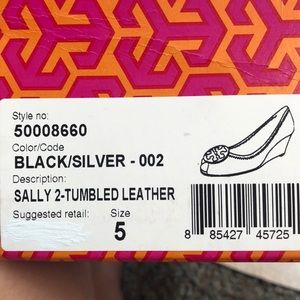 Style no:
50008660
Color/Code
BLACK/SILVER - 002
Description:
SALLY 2-TUMBLED LEATHER
Suggested retail: Size
5
8 85427 45725